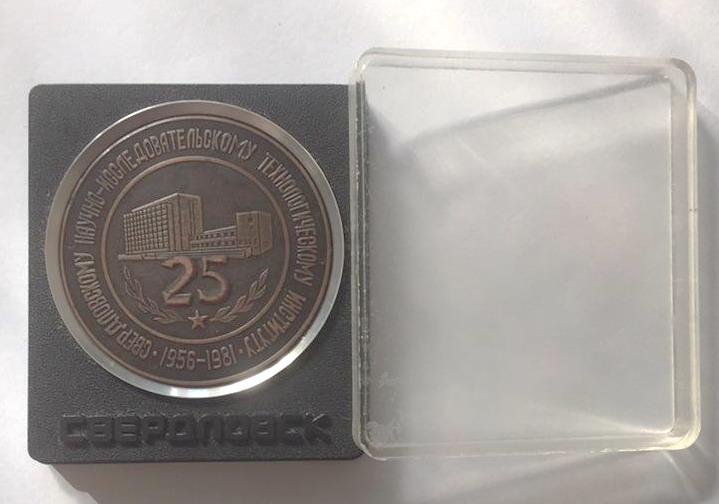 СВЕРДЛОВСКОМУ НАУЧНО-ИССЛЕДОВАТЕЛЬСКОМУ ТЕХНОЛОГИЧЕСКОМУ ИНСТИТУТУ
25
· 1956-1981 ·
СВЕРДЛОВСК